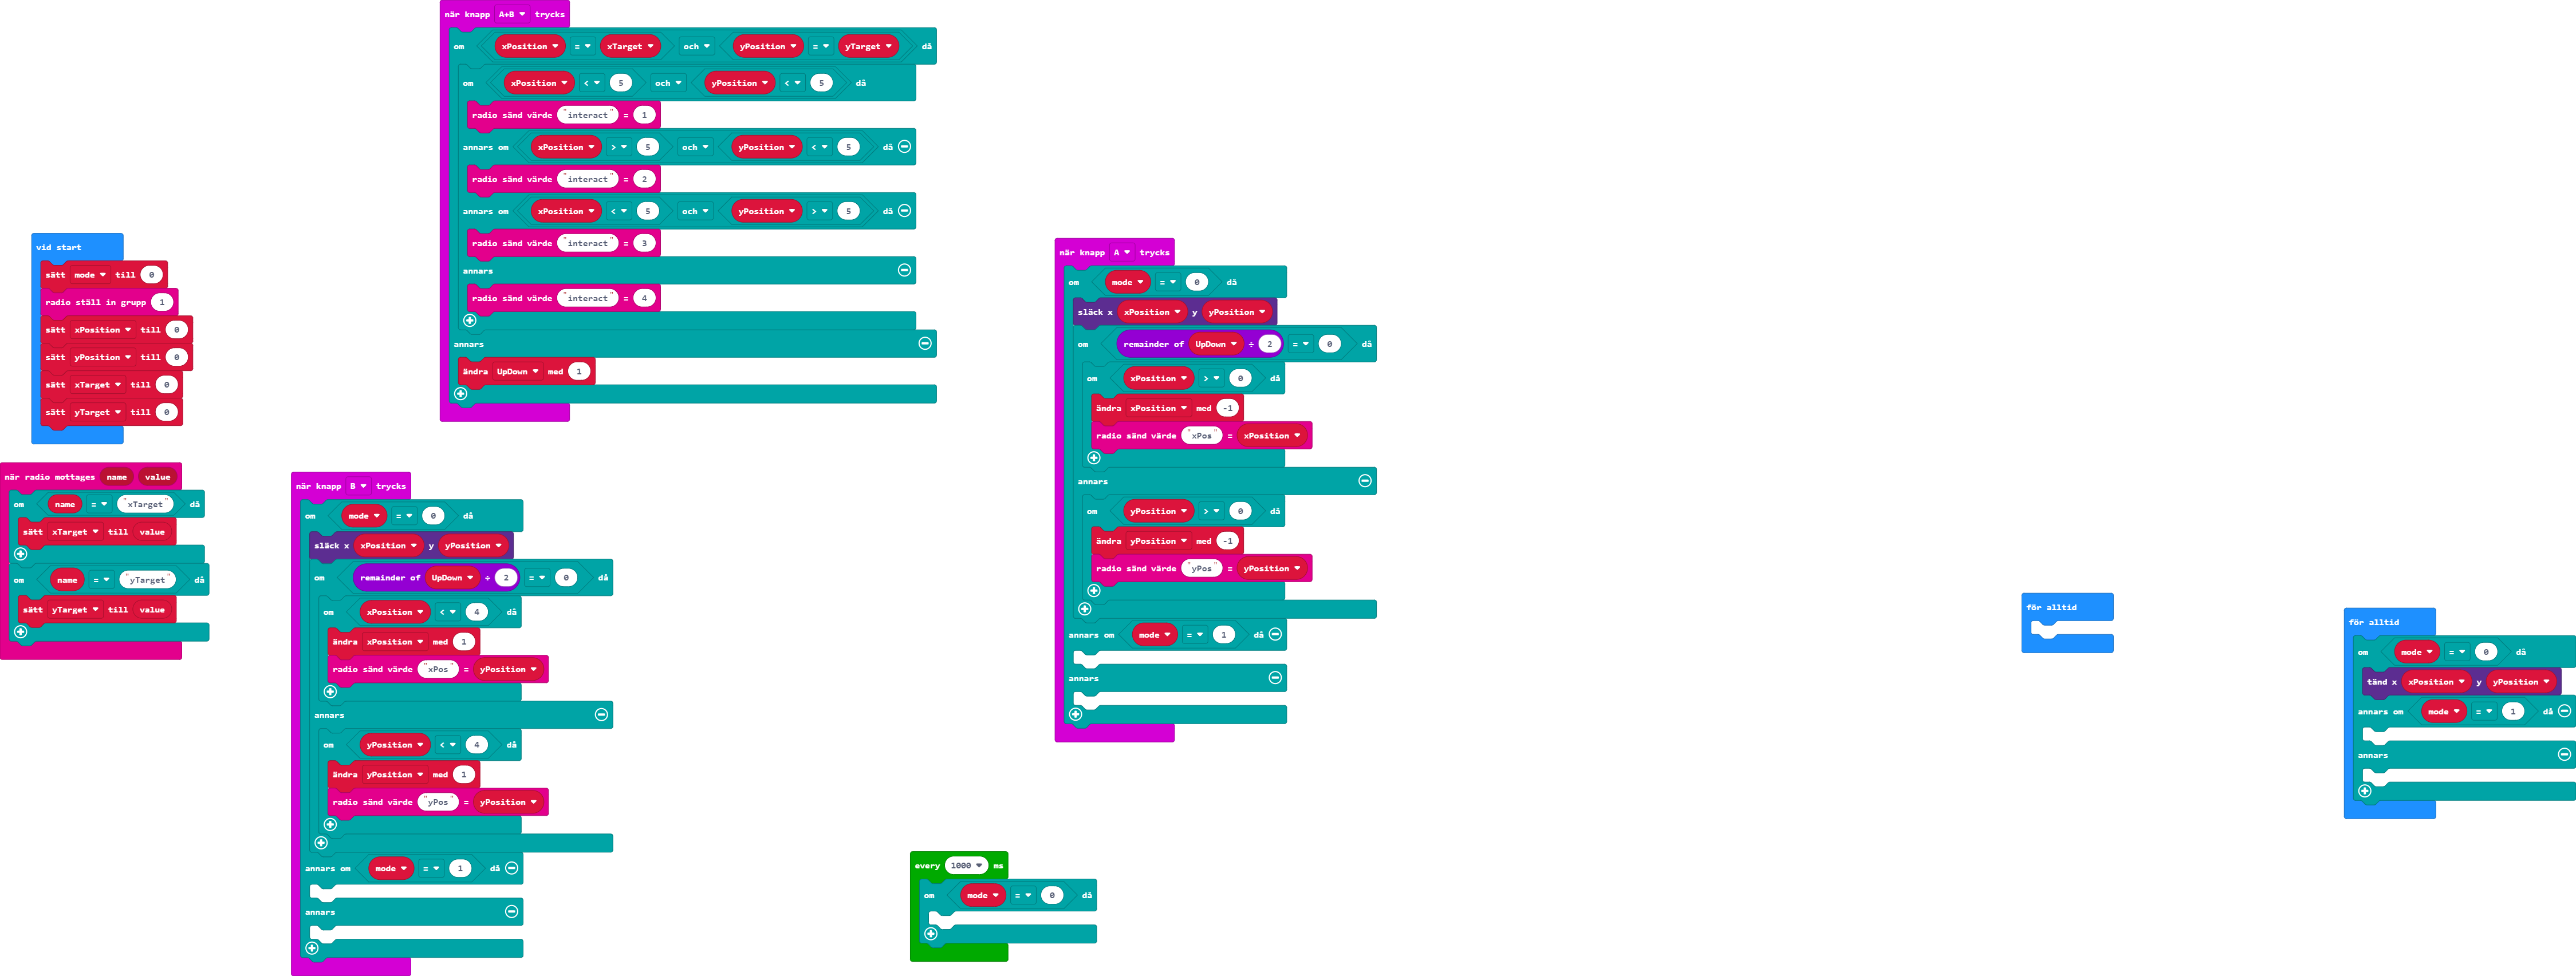 när knapp A+B trycks
om xPosition = xTarget och yPosition = yTarget då
om xPosition < 5 och yPosition < 5 då
radio sänd värde "interact" = 1
annars om xPosition > 5 och yPosition < 5 då
radio sänd värde "interact" = 2
annars om xPosition < 5 och yPosition > 5 då
radio sänd värde "interact" = 3
annars
radio sänd värde "interact" = 4
annars
ändra UpDown med 1
vid start
sätt mode till 0
radio ställ in grupp 1
sätt xPosition till 0
sätt yPosition till 0
sätt xTarget till 0
sätt yTarget till 0
när radio mottages name value
om name = "xTarget" då
sätt xTarget till value
om name = "yTarget" då
sätt yTarget till value
när knapp B trycks
om mode = 0 då
släck x xPosition y yPosition
om remainder of UpDown ÷ 2 = 0 då
om xPosition < 4 då
ändra xPosition med 1
radio sänd värde "xPos" = yPosition
annars
om yPosition < 4 då
ändra yPosition med 1
radio sänd värde "yPos" = yPosition
annars om mode = 1 då
annars
när knapp A trycks
om mode = 0 då
släck x xPosition y yPosition
om remainder of UpDown ÷ 2 = 0 då
om xPosition > 0 då
ändra xPosition med -1
radio sänd värde "xPos" = xPosition
annars
om yPosition > 0 då
ändra yPosition med -1
radio sänd värde "yPos" = yPosition
annars om mode = 1 då
annars
every 1000 ms
om mode = 0 då
för alltid
för alltid
om mode = 0 då
tänd x xPosition y yPosition
annars om mode = 1 då
annars